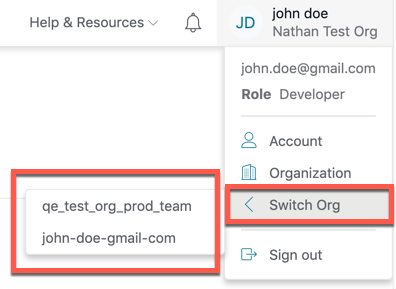 Help & Resources
JD
john doe
Nathan Test Org
john.doe@gmail.com
Role Developer
Account
Organization
Switch Org
qe_test_org_prod_team
john-doe-gmail-com
Sign out